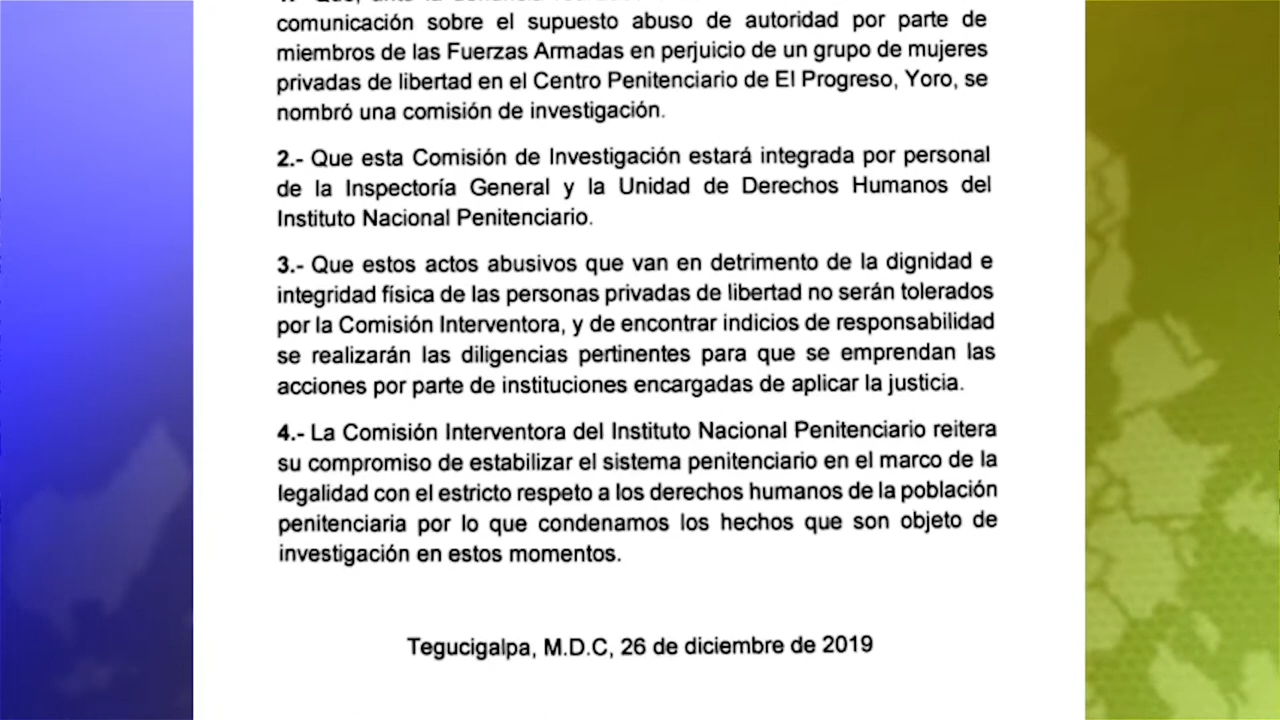 comunicación sobre el supuesto abuso de autoridad por parte de
miembros de las Fuerzas Armadas en perjuicio de un grupo de mujeres
privadas de libertad en el Centro Penitenciario de El Progreso, Yoro, se
nombró una comisión de investigación.
2.- Que esta Comisión de Investigación estará integrada por personal
de la Inspectoría General y la Unidad de Derechos Humanos del
Instituto Nacional Penitenciario.
3.- Que estos actos abusivos que van en detrimento de la dignidad e
integridad física de las personas privadas de libertad no serán tolerados
por la Comisión Interventora, y de encontrar indicios de responsabilidad
se realizarán las diligencias pertinentes para que se emprendan las
acciones por parte de instituciones encargadas de aplicar la justicia.
4.- La Comisión Interventora del Instituto Nacional Penitenciario reitera
su compromiso de estabilizar el sistema penitenciario en el marco de la
legalidad con el estricto respeto a los derechos humanos de la población
penitenciaria por lo que condenamos los hechos que son objeto de
investigación en estos momentos.
Tegucigalpa, M.D.C, 26 de diciembre de 2019